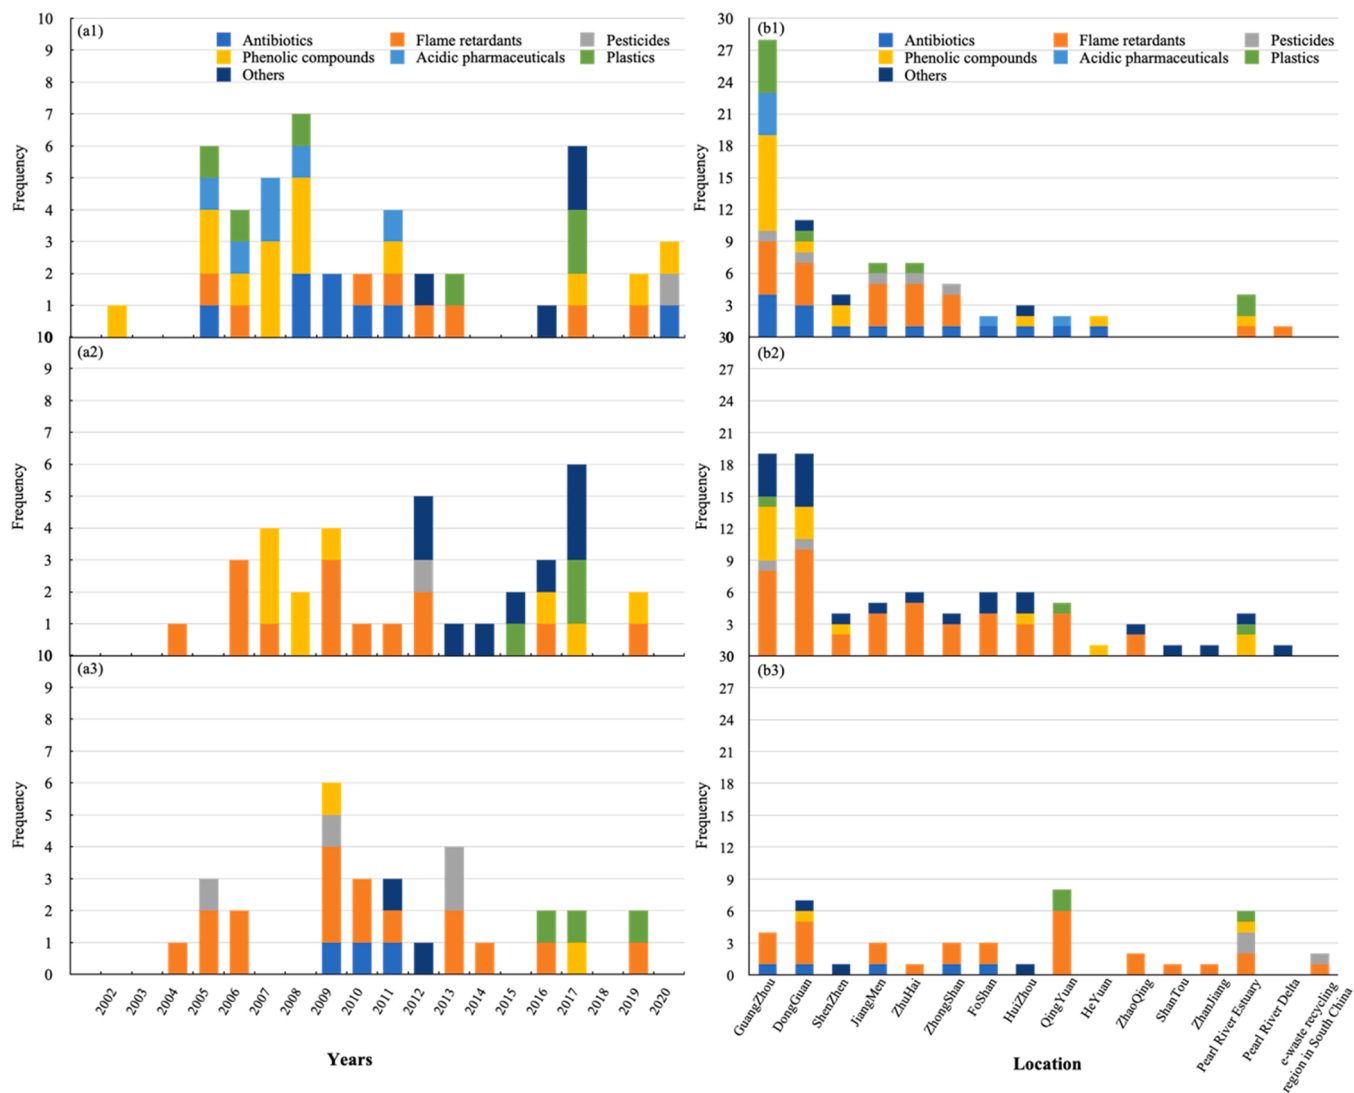 (a1)
Antibiotics
Flame retardants
Pesticides
Phenolic compounds
Acidic pharmaceuticals
Plastics
Others
10
9
8
7
6
5
4
3
2
1
0
Frequency
(b1)
Antibiotics
Flame retardants
Pesticides
Phenolic compounds
Acidic pharmaceuticals
Plastics
Others
30
27
24
21
18
15
12
9
6
3
0
Frequency
(a2)
10
9
8
7
6
5
4
3
2
1
0
Frequency
(b2)
30
27
24
21
18
15
12
9
6
3
0
Frequency
(a3)
10
9
8
7
6
5
4
3
2
1
0
Frequency
2002
2003
2004
2005
2006
2007
2008
2009
2010
2011
2012
2013
2014
2015
2016
2017
2018
2019
2020
Years
(b3)
30
27
24
21
18
15
12
9
6
3
0
Frequency
GuangZhou
DongGuan
ShenZhen
JiangMen
ZhuHai
ZhongShan
FoShan
HuiZhou
QingYuan
HeYuan
ZhaoQing
ShanTou
ZhanJiang
Pearl River Estuary
Pearl River Delta
e-waste recycling
region in South China
Location